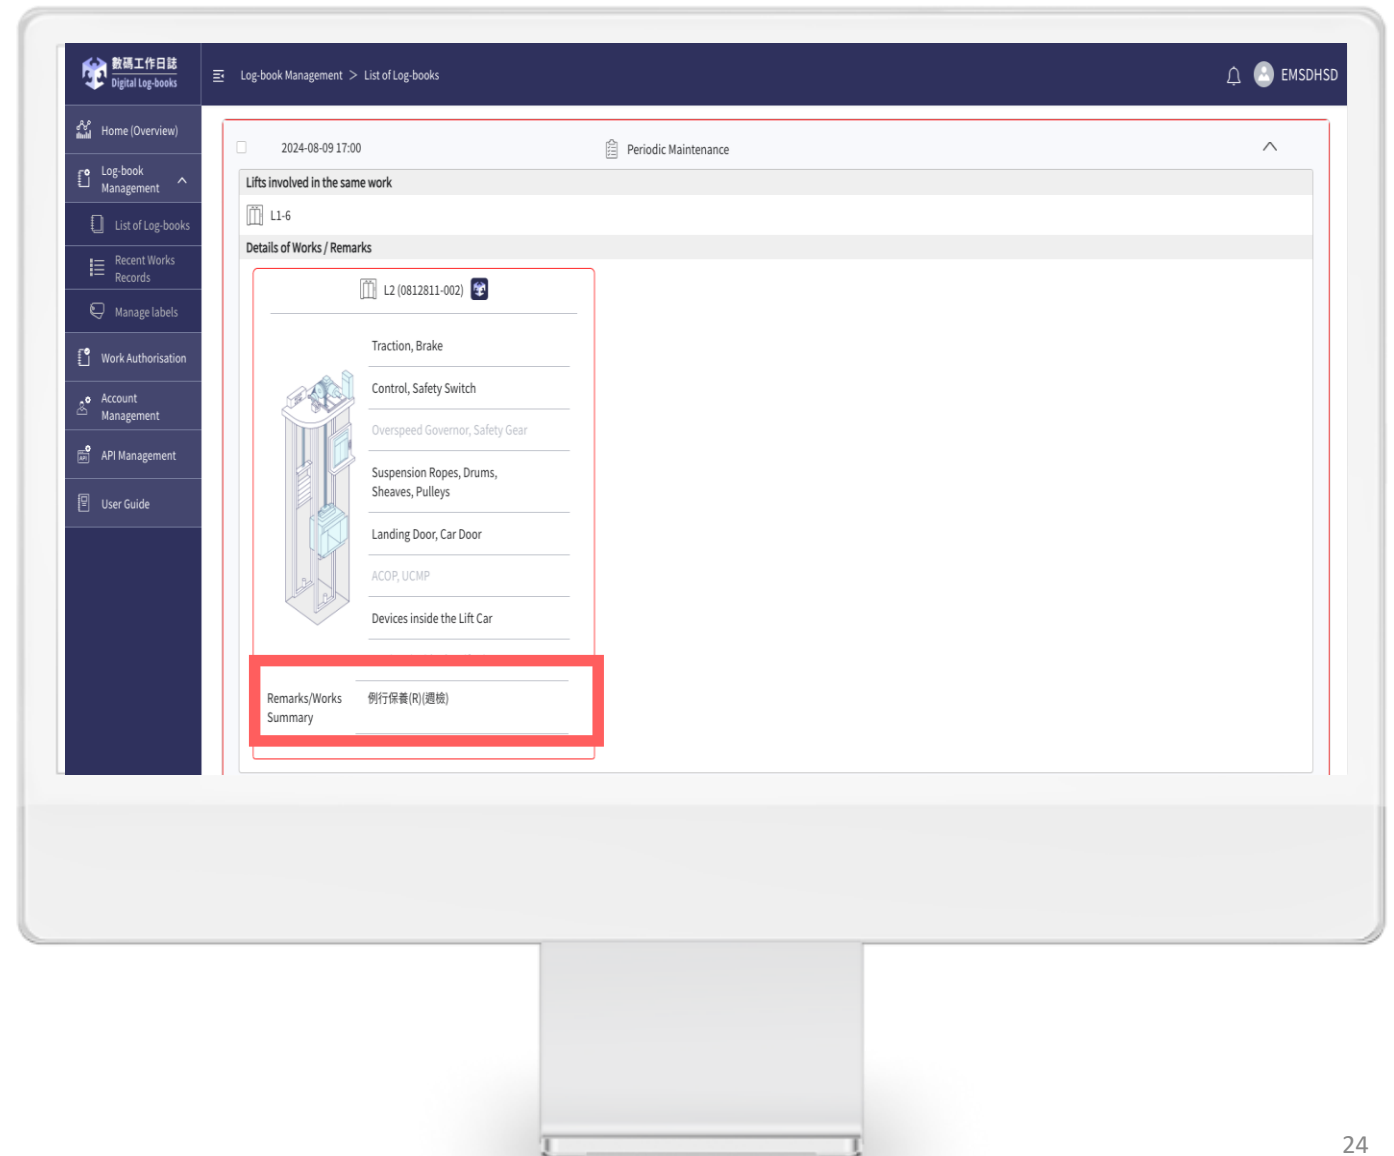 數碼工作日誌
Digital Log-books
Log-book Management > List of Log-books
EMSDHSD
Home (Overview)
Log-book
Management
List of Log-books
Recent Works
Records
Manage labels
Work Authorisation
Account
Management
API Management
User Guide
2024-08-09 17:00
Periodic Maintenance
Lifts involved in the same work
L1-6
Details of Works / Remarks
L2 (0812811-002)
Traction, Brake
Control, Safety Switch
Overspeed Governor, Safety Gear
Suspension Ropes, Drums,
Sheaves, Pulleys
Landing Door, Car Door
ACOP, UCMP
Devices inside the Lift Car
Remarks/Works
Summary
例行保養(R)(週檢)
24